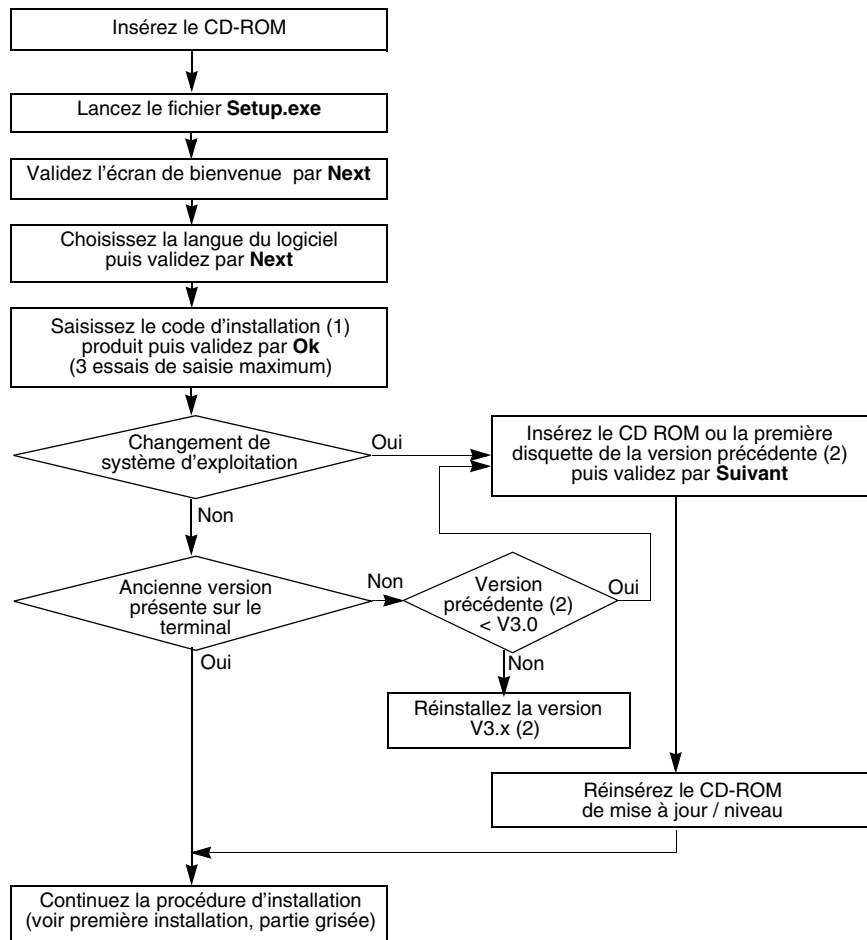 Insérez le CD-ROM
Lancez le fichier Setup.exe
Validez l'écran de bienvenue par Next
Choisissez la langue du logiciel
puis validez par Next
Saisissez le code d'installation (1)
produit puis validez par Ok
(3 essais de saisie maximum)
Changement de
système d'exploitation
Oui
Insérez le CD ROM ou la première
disquette de la version précédente (2)
puis validez par Suivant
Non
Ancienne version
présente sur le
terminal
Non
Version
précédente (2)
< V3.0
Oui
Oui
Non
Réinstallez la version
V3.x (2)
Réinsérez le CD-ROM
de mise à jour / niveau
Continuez la procédure d'installation
(voir première installation, partie grisée)